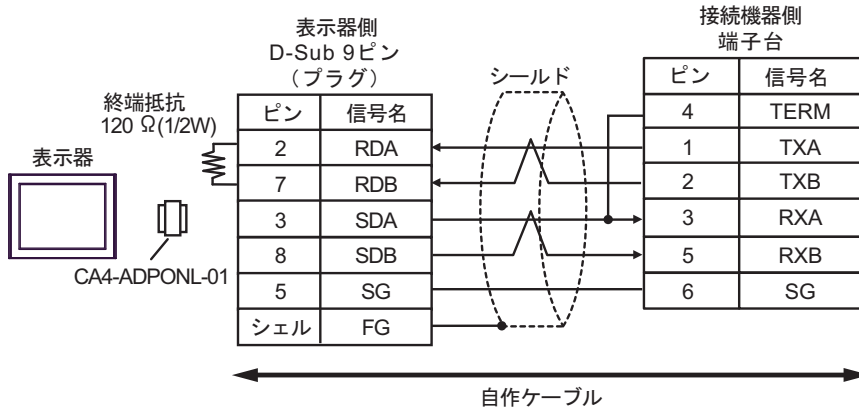 表示器側
D-Sub 9ピン
（プラグ）
接続機器側
端子台
シールド
終端抵抗
120 Ω(1/2W)
表示器
CA4-ADPONL-01
ピン 信号名
2 RDA
7 RDB
3 SDA
8 SDB
5 SG
シェル FG
ピン 信号名
4 TERM
1 TXA
2 TXB
3 RXA
5 RXB
6 SG
自作ケーブル